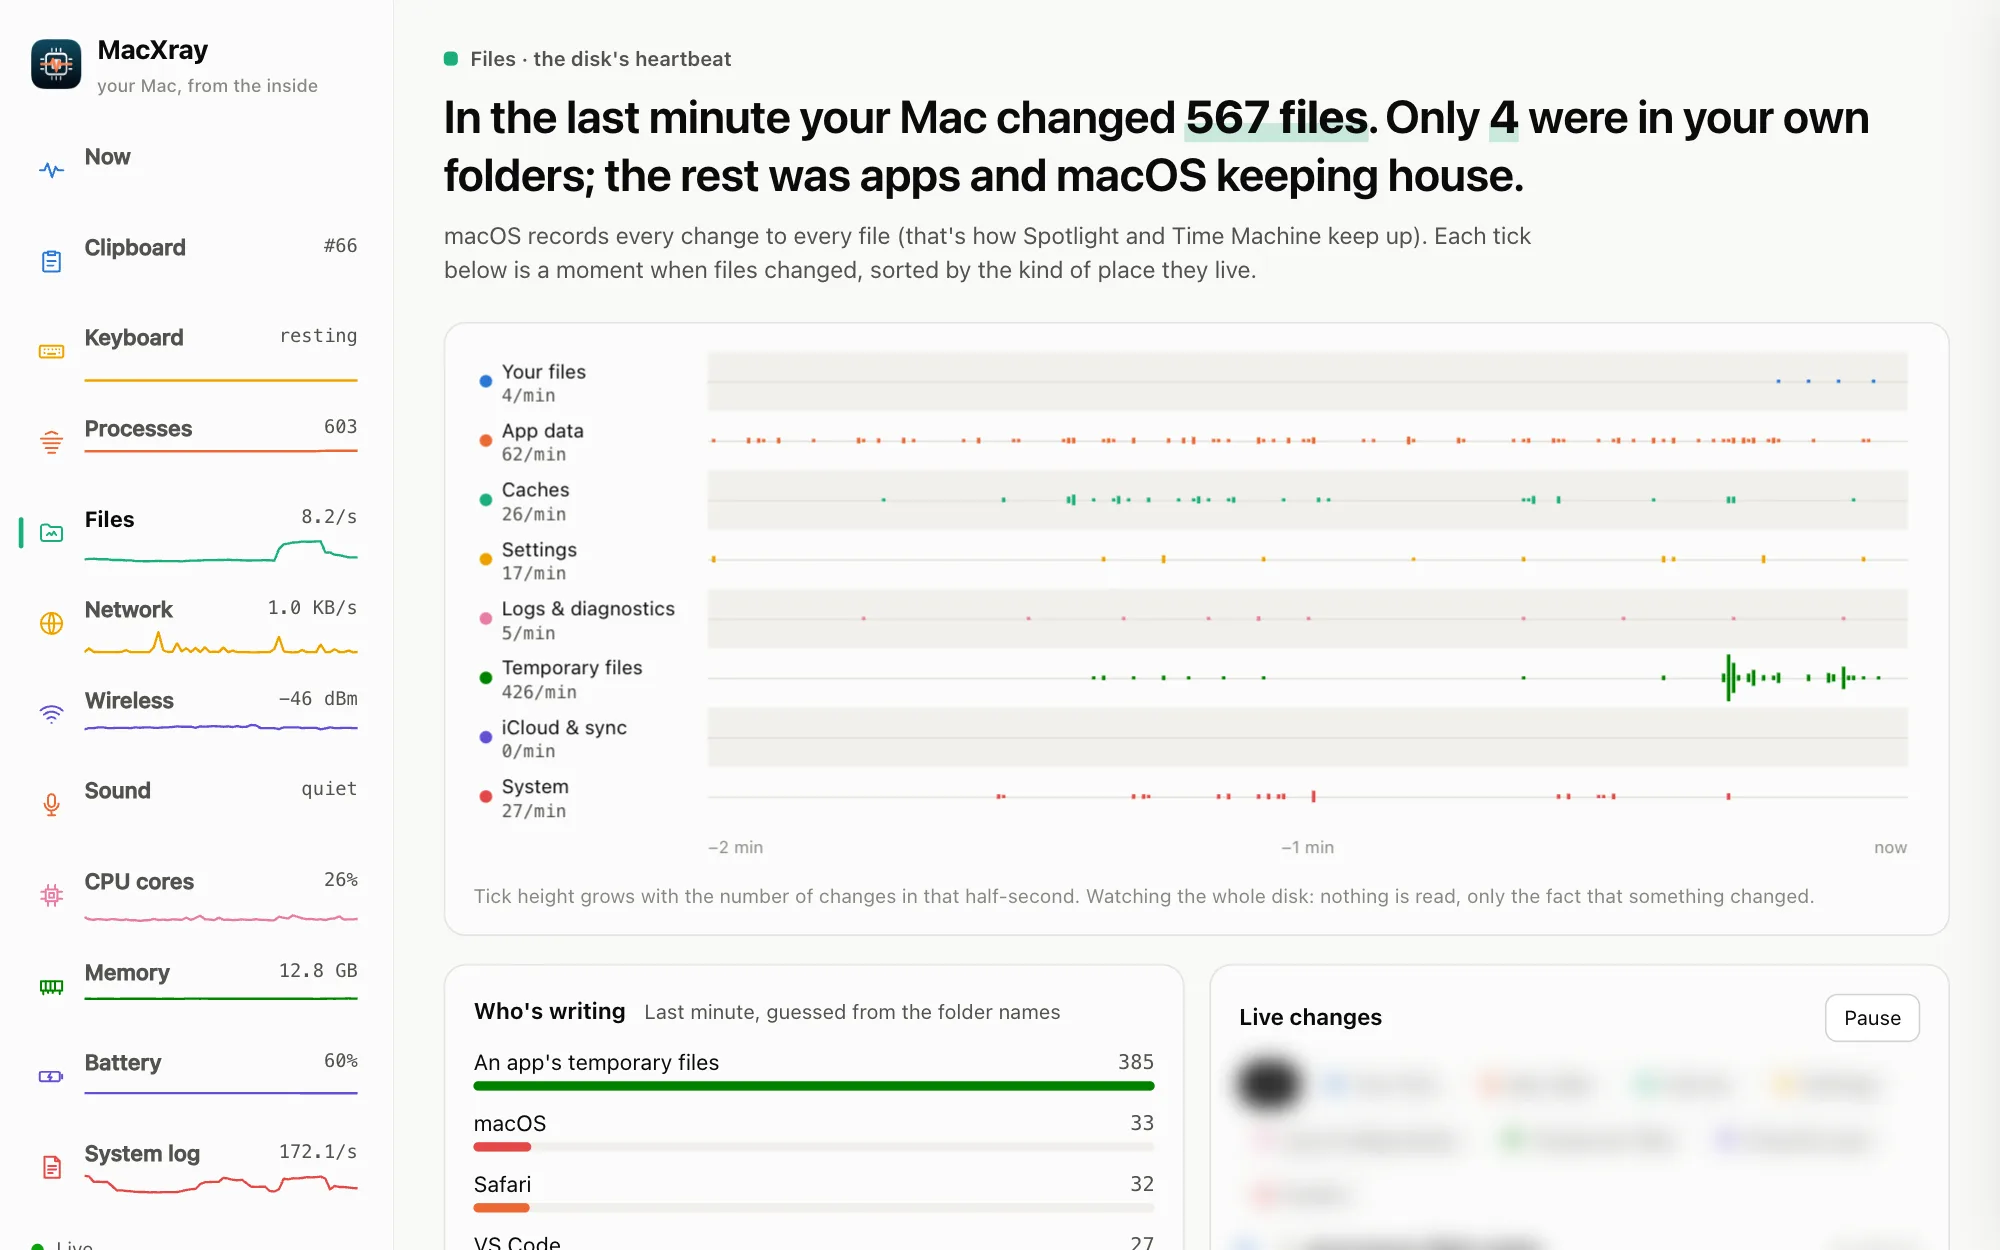 MacXray
your Mac, from the inside
Now
Clipboard #66
Keyboard resting
Processes 603
Files 8.2/s
Network 1.0 KB/s
Wireless −46 dBm
Sound quiet
CPU cores 26%
Memory 12.8 GB
Battery 60%
System log 172.1/s
Live
Files · the disk's heartbeat
In the last minute your Mac changed 567 files. Only 4 were in your own
folders; the rest was apps and macOS keeping house.
macOS records every change to every file (that's how Spotlight and Time Machine keep up). Each tick
below is a moment when files changed, sorted by the kind of place they live.
Your files
4/min
App data
62/min
Caches
26/min
Settings
17/min
Logs & diagnostics
5/min
Temporary files
426/min
iCloud & sync
0/min
System
27/min
−2 min −1 min now
Tick height grows with the number of changes in that half-second. Watching the whole disk: nothing is read, only the fact that something changed.
Who's writing Last minute, guessed from the folder names
An app's temporary files 385
macOS 33
Safari 32
VS Code 27
Live changes Pause